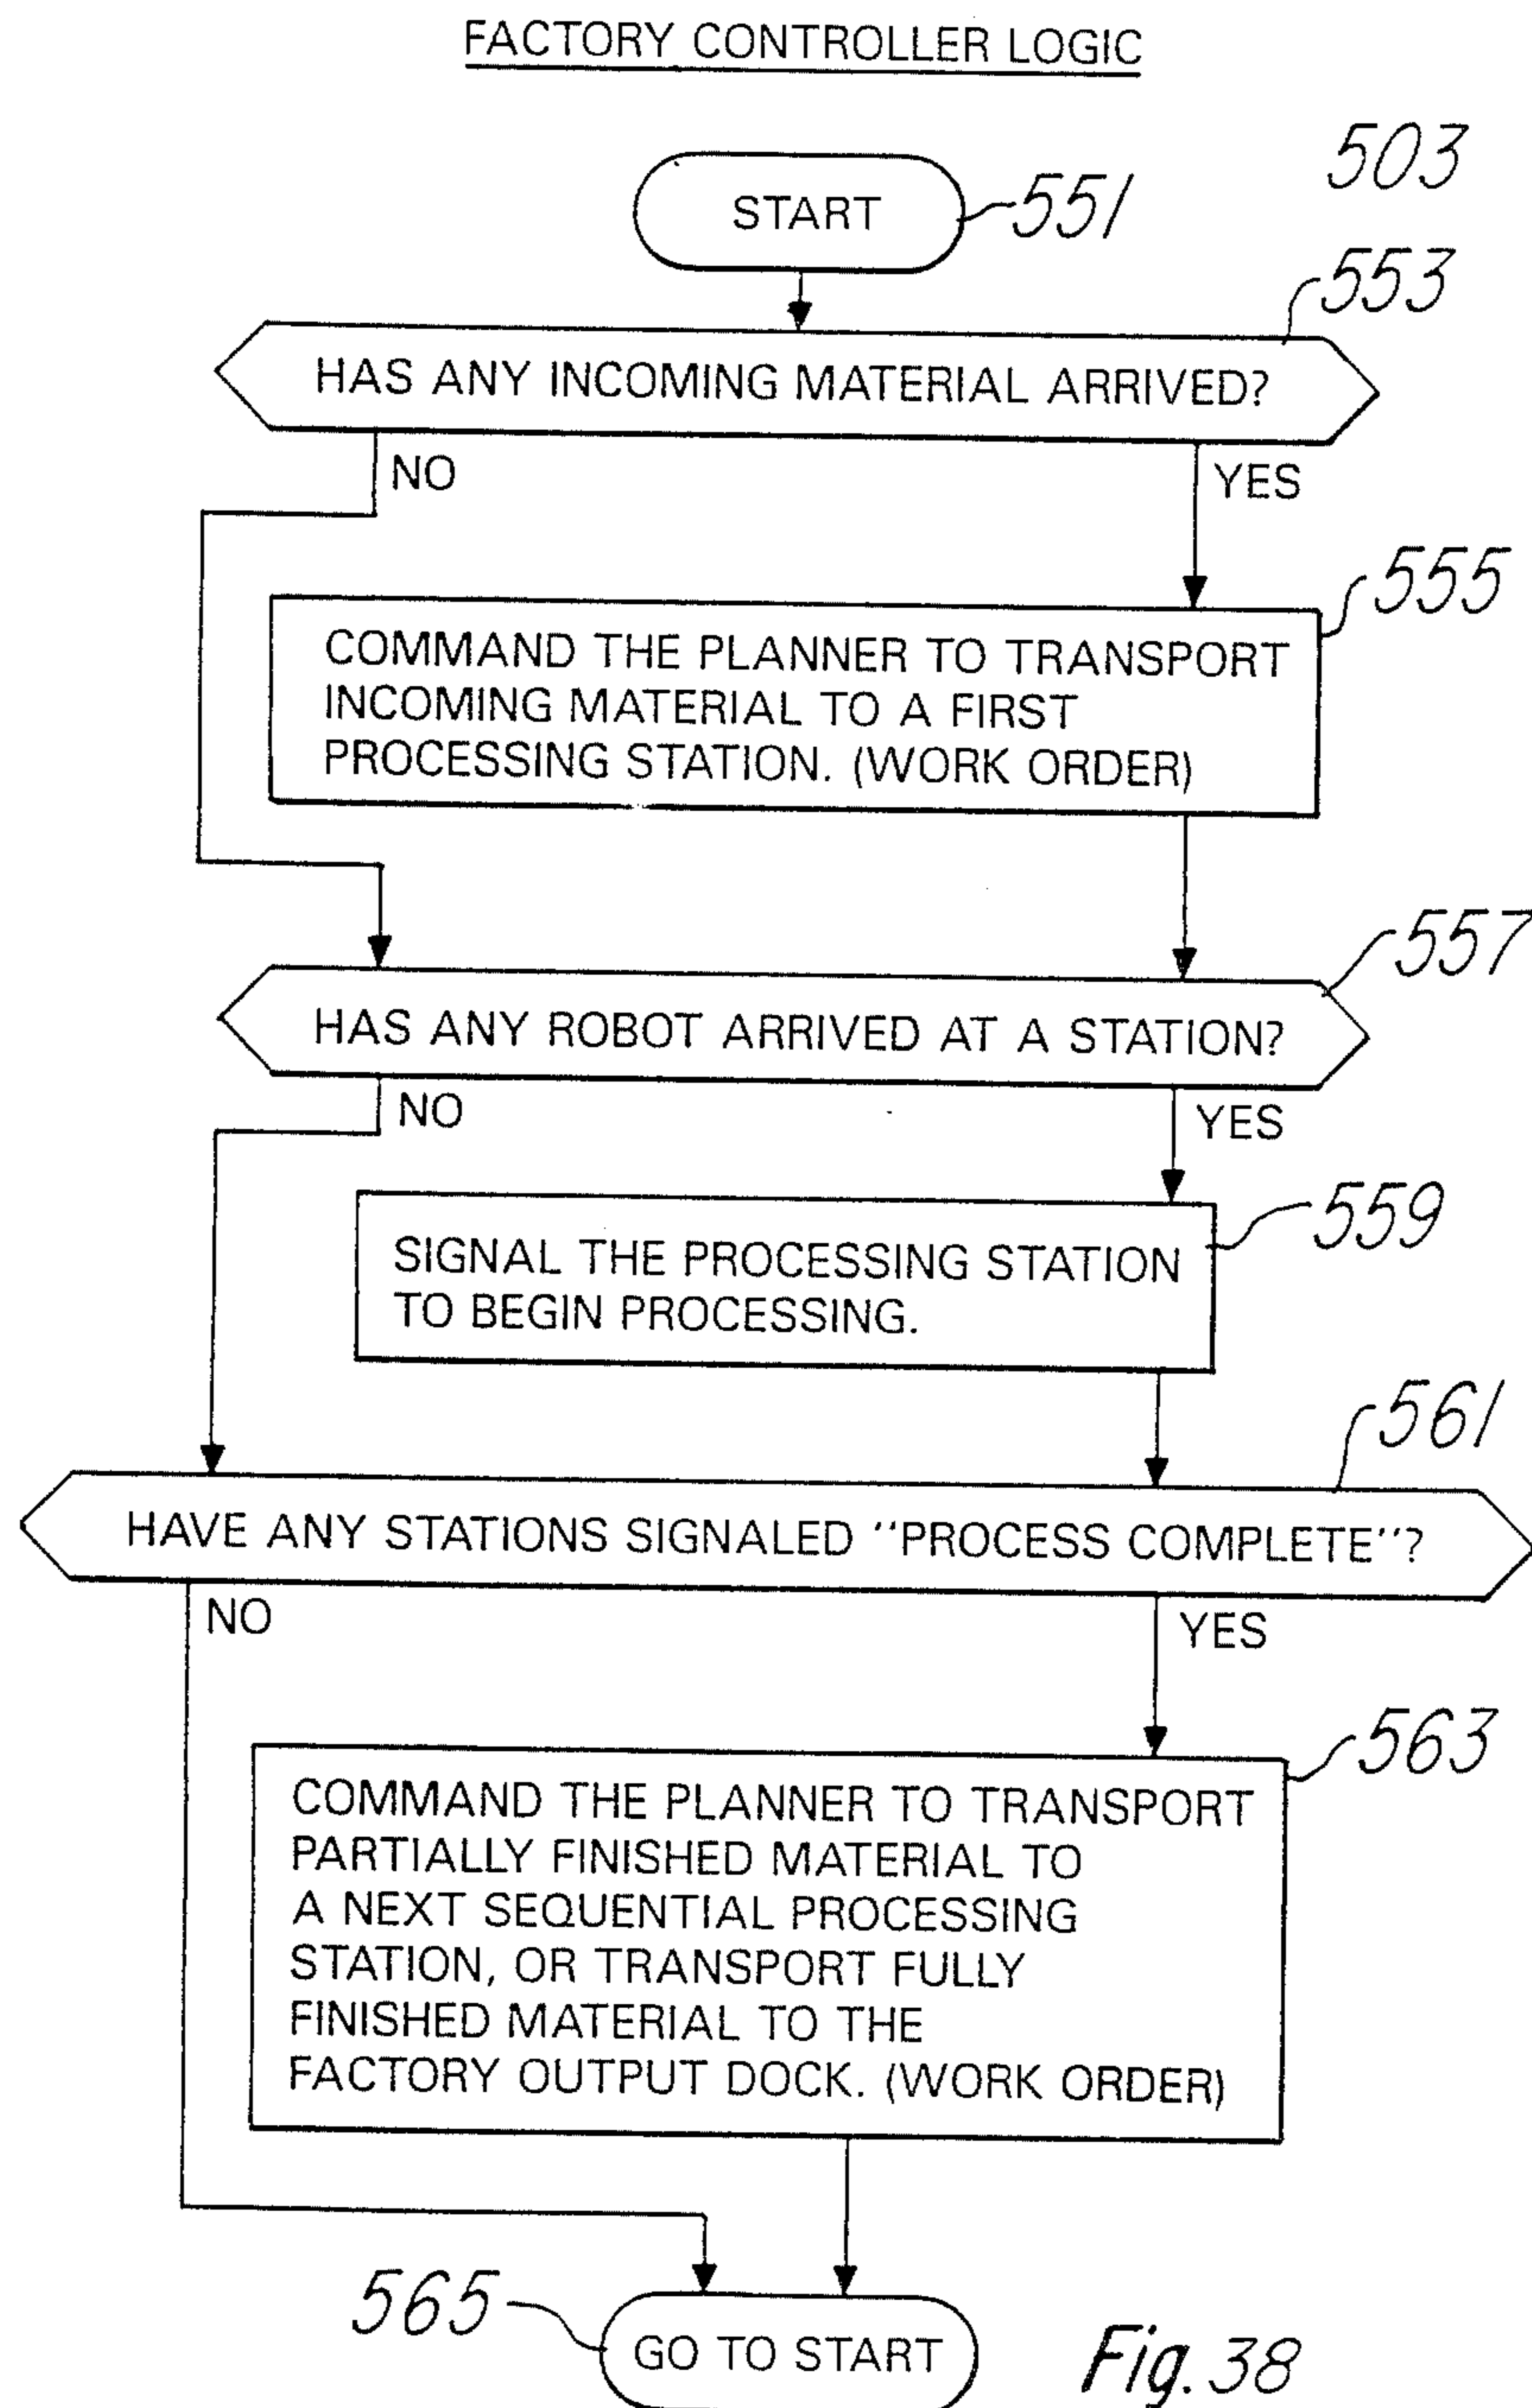 FACTORY CONTROLLER LOGIC
503
START
551
553
HAS ANY INCOMING MATERIAL ARRIVED?
NO
YES
555
COMMAND THE PLANNER TO TRANSPORT
INCOMING MATERIAL TO A FIRST
PROCESSING STATION. (WORK ORDER)
557
HAS ANY ROBOT ARRIVED AT A STATION?
NO
YES
559
SIGNAL THE PROCESSING STATION
TO BEGIN PROCESSING.
561
HAVE ANY STATIONS SIGNALED "PROCESS COMPLETE"?
NO
YES
563
COMMAND THE PLANNER TO TRANSPORT
PARTIALLY FINISHED MATERIAL TO
A NEXT SEQUENTIAL PROCESSING
STATION, OR TRANSPORT FULLY
FINISHED MATERIAL TO THE
FACTORY OUTPUT DOCK. (WORK ORDER)
565
GO TO START
Fig. 38